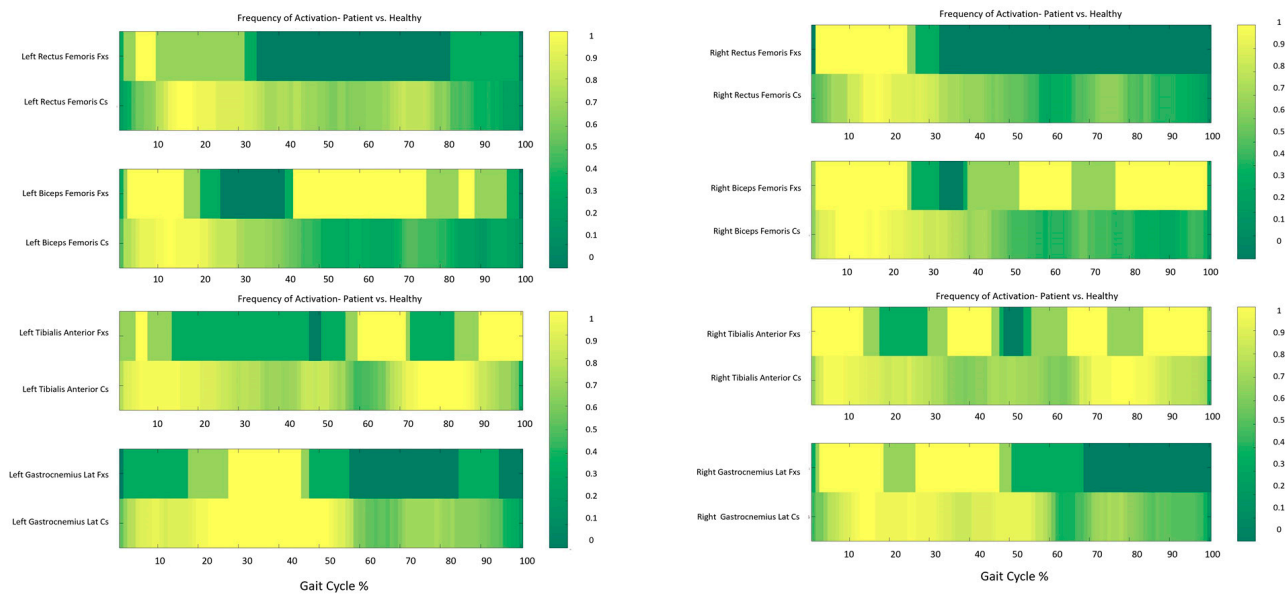 Frequency of Activation- Patient vs. Healthy
Left Rectus Femoris Fxs
Left Rectus Femoris Cs
10 20 30 40 50 60 70 80 90 100
Left Biceps Femoris Fxs
Left Biceps Femoris Cs
10 20 30 40 50 60 70 80 90 100
1
0.9
0.8
0.7
0.6
0.5
0.4
0.3
0.2
0.1
0
Frequency of Activation- Patient vs. Healthy
Left Tibialis Anterior Fxs
Left Tibialis Anterior Cs
10 20 30 40 50 60 70 80 90 100
Left Gastrocnemius Lat Fxs
Left Gastrocnemius Lat Cs
10 20 30 40 50 60 70 80 90 100
1
0.9
0.8
0.7
0.6
0.5
0.4
0.3
0.2
0.1
0
Gait Cycle %
Frequency of Activation- Patient vs. Healthy
Right Rectus Femoris Fxs
Right Rectus Femoris Cs
10 20 30 40 50 60 70 80 90 100
Right Biceps Femoris Fxs
Right Biceps Femoris Cs
10 20 30 40 50 60 70 80 90 100
1
0.9
0.8
0.7
0.6
0.5
0.4
0.3
0.2
0.1
0
Frequency of Activation- Patient vs. Healthy
Right Tibialis Anterior Fxs
Right Tibialis Anterior Cs
10 20 30 40 50 60 70 80 90 100
Right Gastrocnemius Lat Fxs
Right Gastrocnemius Lat Cs
10 20 30 40 50 60 70 80 90 100
1
0.9
0.8
0.7
0.6
0.5
0.4
0.3
0.2
0.1
0
Gait Cycle %